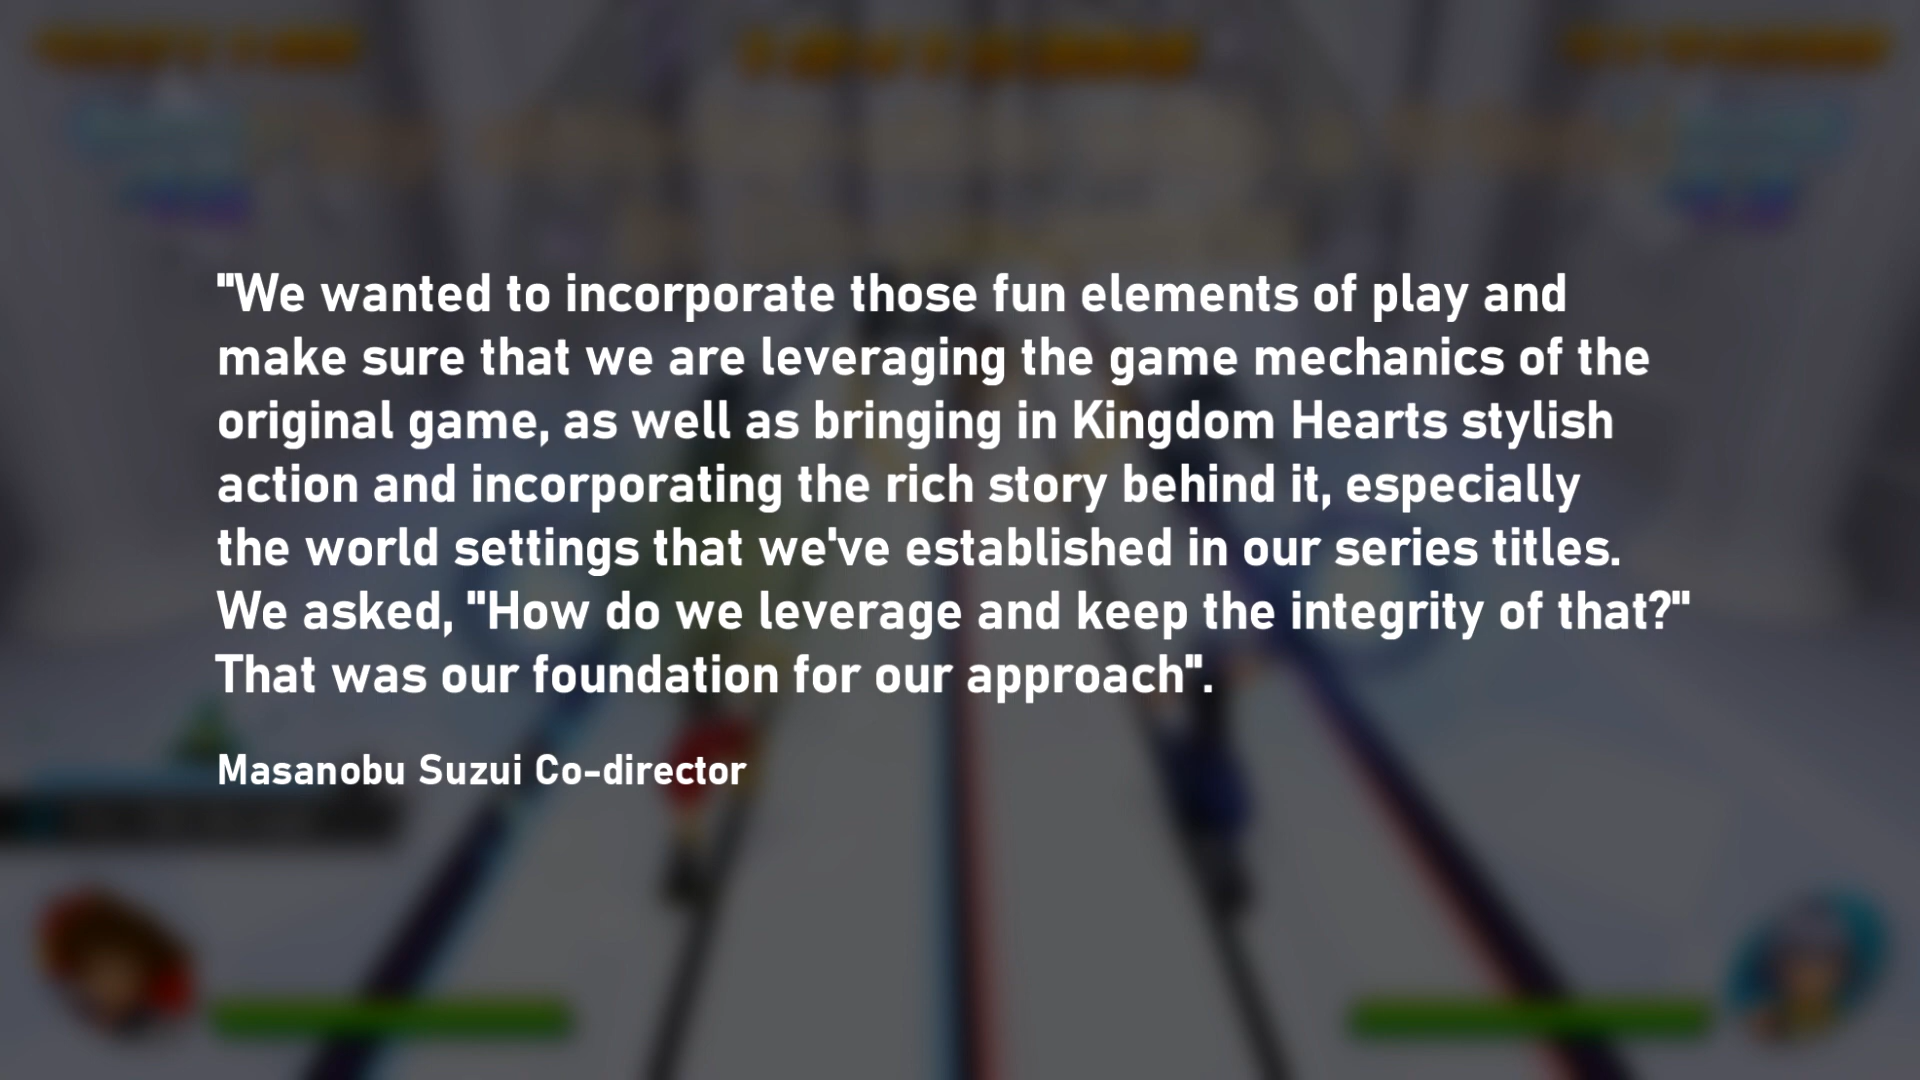 "We wanted to incorporate those fun elements of play and
make sure that we are leveraging the game mechanics of the
original game, as well as bringing in Kingdom Hearts stylish
action and incorporating the rich story behind it, especially
the world settings that we've established in our series titles.
We asked, "How do we leverage and keep the integrity of that?"
That was our foundation for our approach".
Masanobu Suzui Co-director